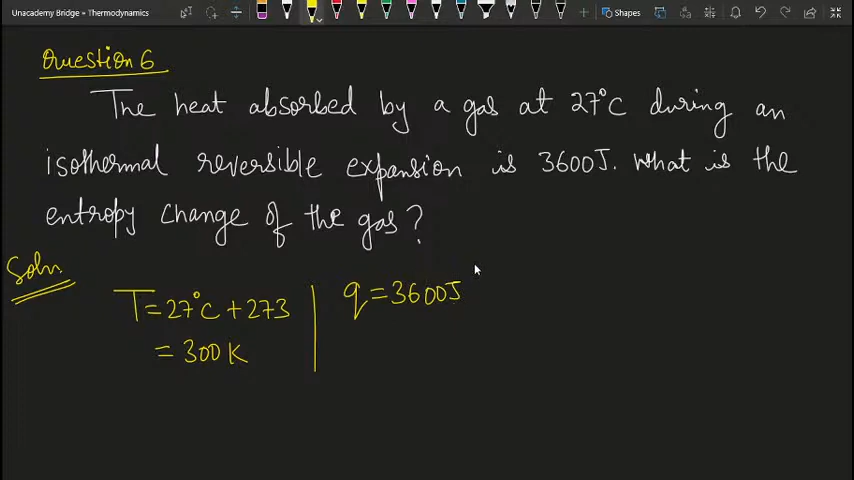 Unacademy Bridge • Thermodynamics
Shapes
Question 6
The heat absorbed by a gas at 27°C during an
isothermal reversible expansion is 3600J. What is the
entropy change of the gas?
Soln.
T = 27°C + 273
= 300 K
q = 3600J